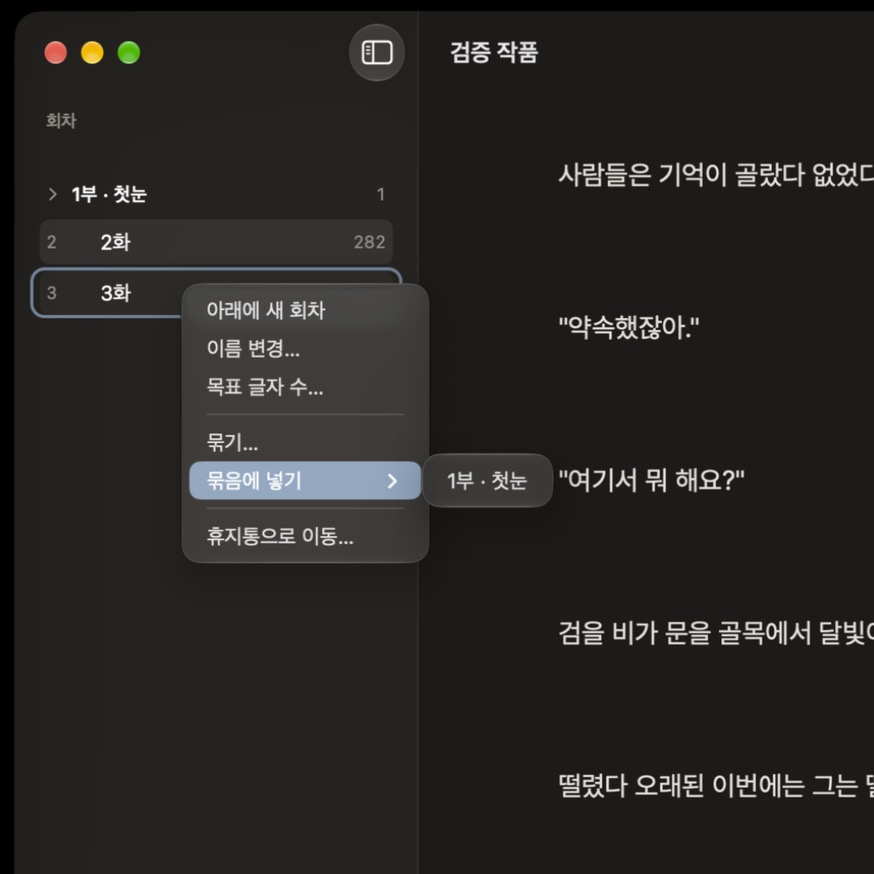 검증 작품
회차
1부 · 첫눈 1
2 2화 282
3 3화
아래에 새 회차
이름 변경...
목표 글자 수...
묶기...
묶음에 넣기
1부 · 첫눈
휴지통으로 이동...
사람들은 기억이 골랐다 없었다
"약속했잖아."
"여기서 뭐 해요?"
검을 비가 문을 골목에서 달빛이
떨렸다 오래된 이번에는 그는